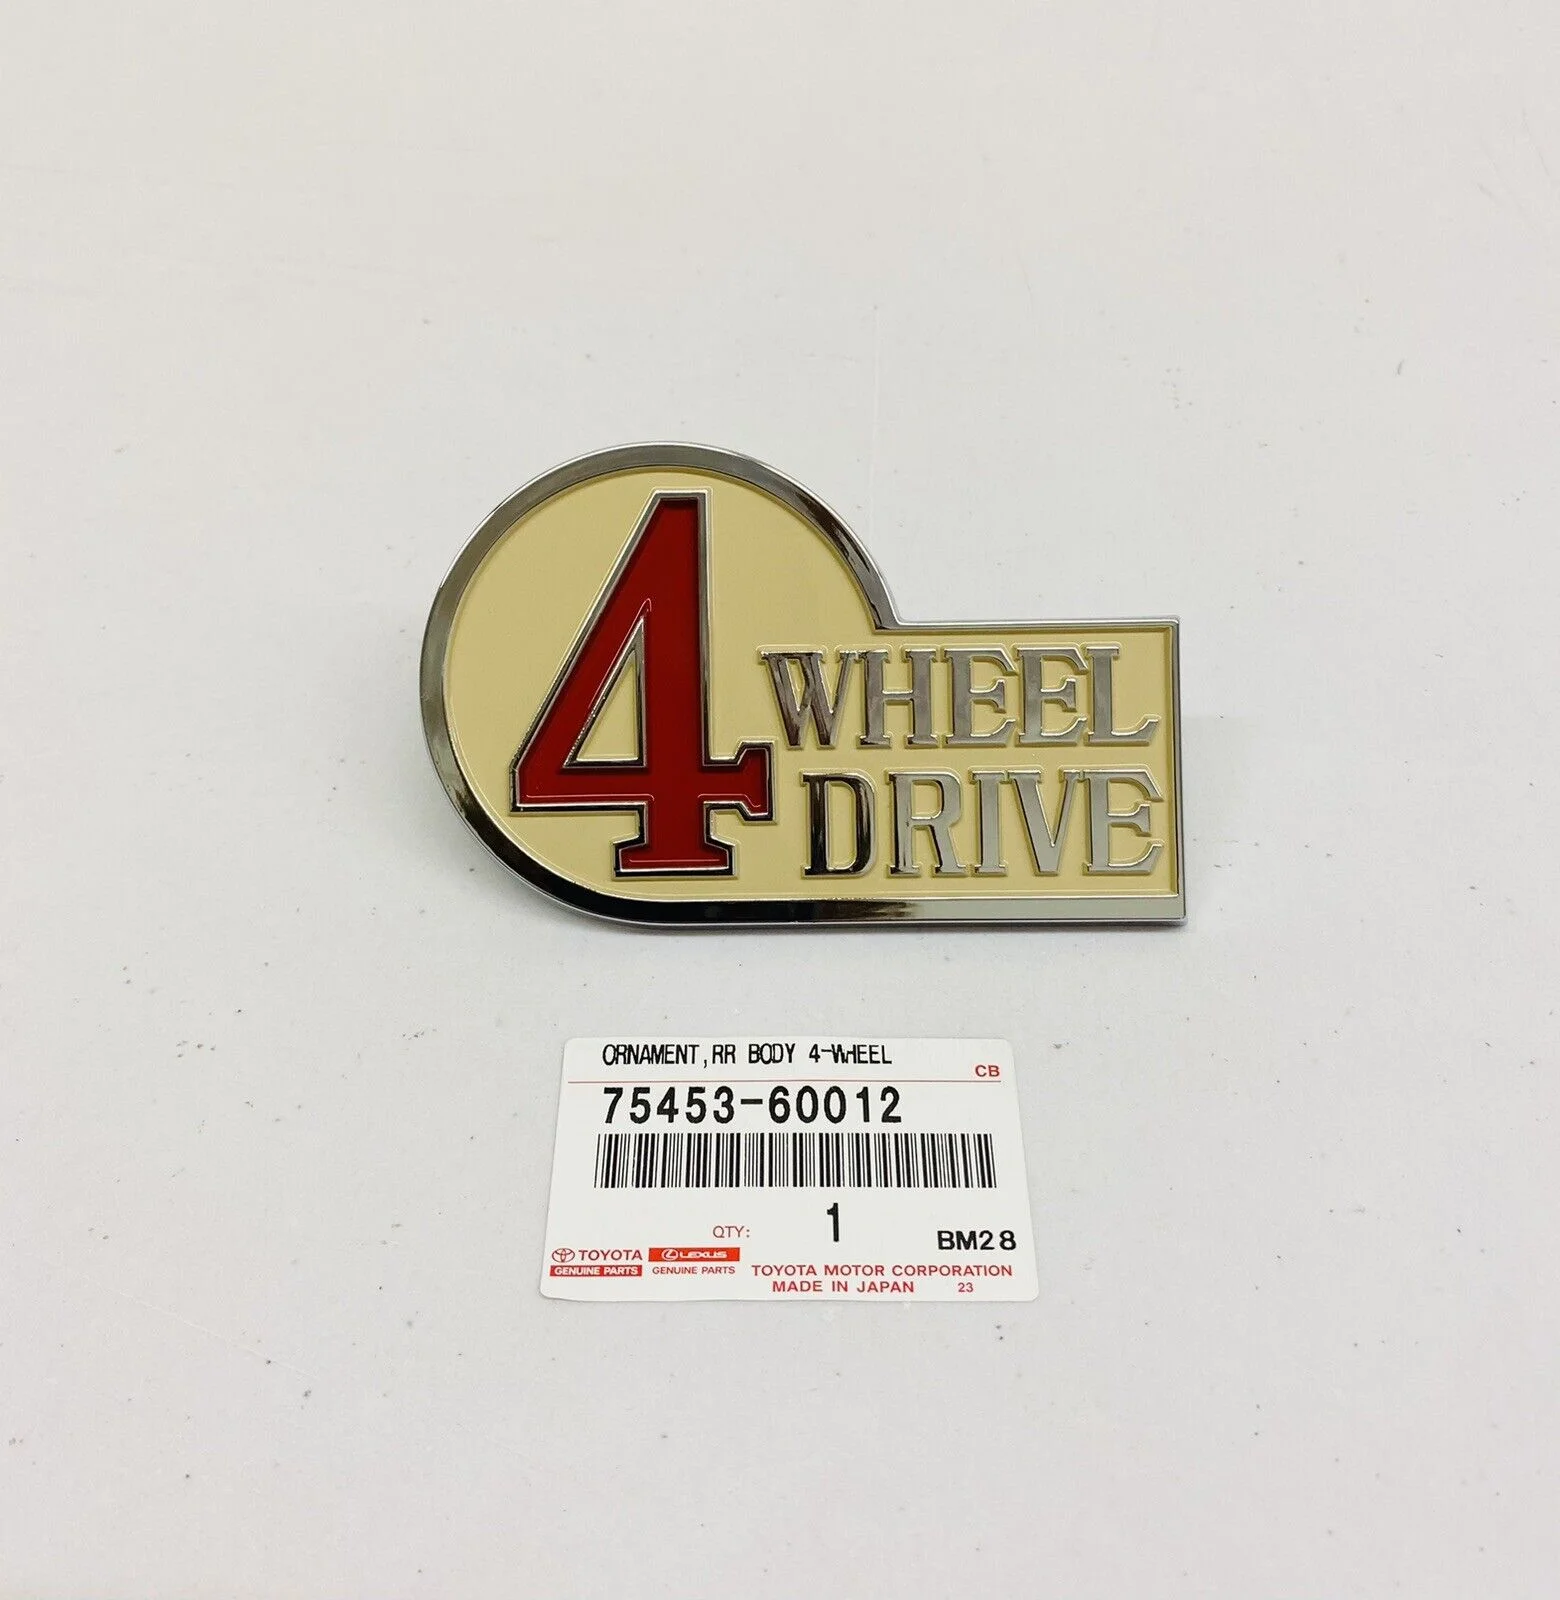 4 WHEEL
DRIVE
ORNAMENT,RR BODY 4-WHEEL
CB
75453-60012
QTY: 1
BM28
TOYOTA
GENUINE PARTS
LEXUS
GENUINE PARTS
TOYOTA MOTOR CORPORATION
MADE IN JAPAN 23